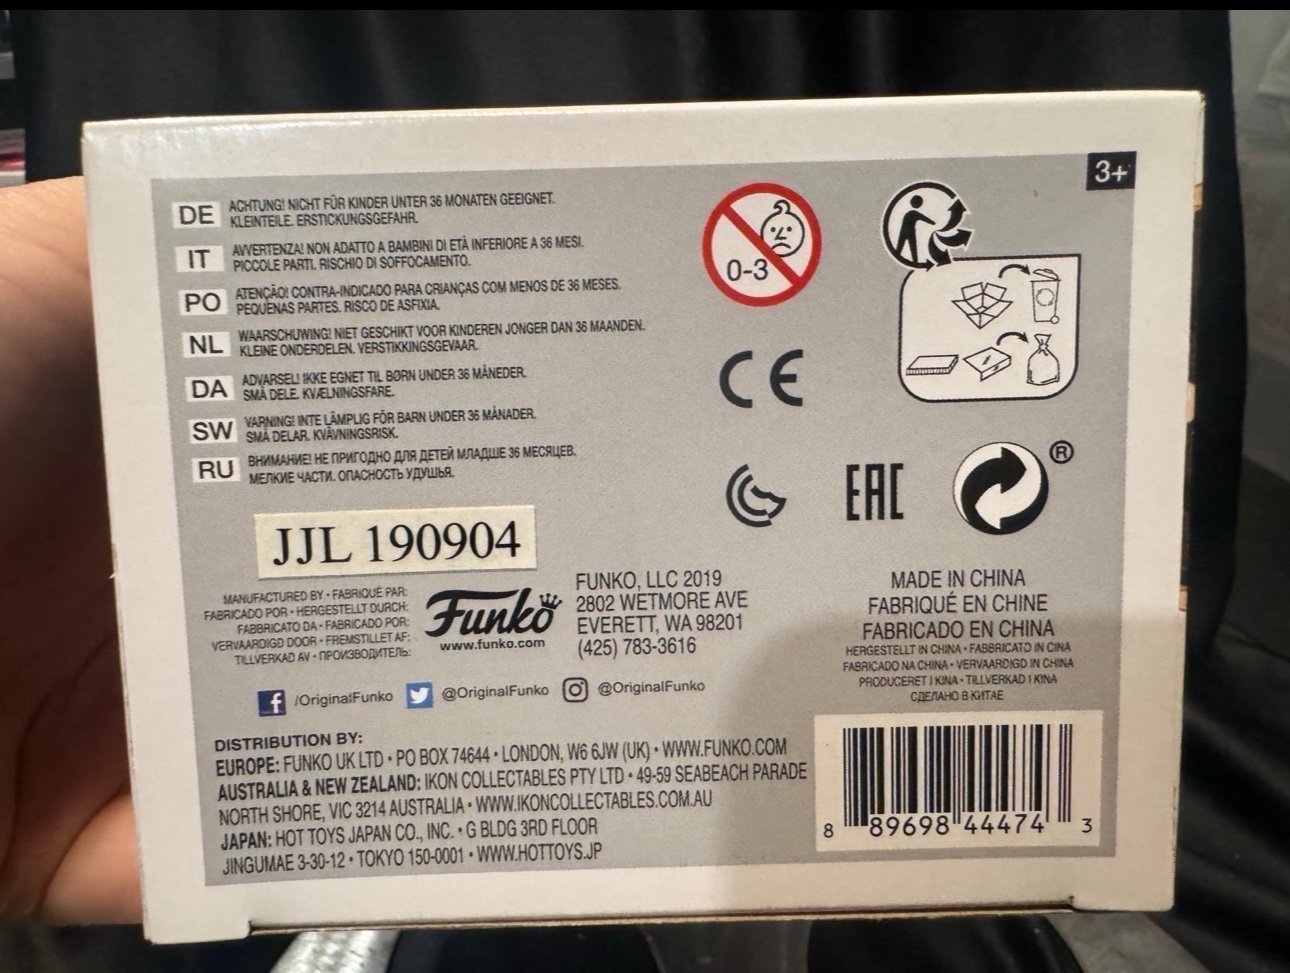 3+
DE ACHTUNG! NICHT FÜR KINDER UNTER 36 MONATEN GEEIGNET.
KLEINTEILE. ERSTICKUNGSGEFAHR.
IT AVVERTENZA! NON ADATTO A BAMBINI DI ETÀ INFERIORE A 36 MESI.
PICCOLE PARTI. RISCHIO DI SOFFOCAMENTO.
PO ATENÇÃO! CONTRA-INDICADO PARA CRIANÇAS COM MENOS DE 36 MESES.
PEQUENAS PARTES. RISCO DE ASFIXIA.
NL WAARSCHUWING! NIET GESCHIKT VOOR KINDEREN JONGER DAN 36 MAANDEN.
KLEINE ONDERDELEN. VERSTIKKINGSGEVAAR.
DA ADVARSEL! IKKE EGNET TIL BØRN UNDER 36 MÅNEDER.
SMÅ DELE. KVÆLNINGSFARE.
SW VARNING! INTE LÄMPLIG FÖR BARN UNDER 36 MÅNADER.
SMÅ DELAR. KVÄVNINGSRISK.
RU ВНИМАНИЕ! НЕ ПРИГОДНО ДЛЯ ДЕТЕЙ МЛАДШЕ 36 МЕСЯЦЕВ.
МЕЛКИЕ ЧАСТИ. ОПАСНОСТЬ УДУШЬЯ.
0-3
CE
EAC
®
JJL 190904
MANUFACTURED BY • FABRIQUÉ PAR:
FABRICADO POR • HERGESTELLT DURCH:
FABBRICATO DA • FABRICADO POR:
VERVAARDIGD DOOR • FREMSTILLET AF:
TILLVERKAD AV • ПРОИЗВОДИТЕЛЬ:
Funko
www.funko.com
FUNKO, LLC 2019
2802 WETMORE AVE
EVERETT, WA 98201
(425) 783-3616
MADE IN CHINA
FABRIQUÉ EN CHINE
FABRICADO EN CHINA
HERGESTELLT IN CHINA • FABBRICATO IN CINA
FABRICADO NA CHINA • VERVAARDIGD IN CHINA
PRODUCERET I KINA • TILLVERKAD I KINA
СДЕЛАНО В КИТАЕ
/OriginalFunko @OriginalFunko @OriginalFunko
DISTRIBUTION BY:
EUROPE: FUNKO UK LTD • PO BOX 74644 • LONDON, W6 6JW (UK) • WWW.FUNKO.COM
AUSTRALIA & NEW ZEALAND: IKON COLLECTABLES PTY LTD • 49-59 SEABEACH PARADE
NORTH SHORE, VIC 3214 AUSTRALIA • WWW.IKONCOLLECTABLES.COM.AU
JAPAN: HOT TOYS JAPAN CO., INC. • G BLDG 3RD FLOOR
JINGUMAE 3-30-12 • TOKYO 150-0001 • WWW.HOTTOYS.JP
8 89698 44474 3